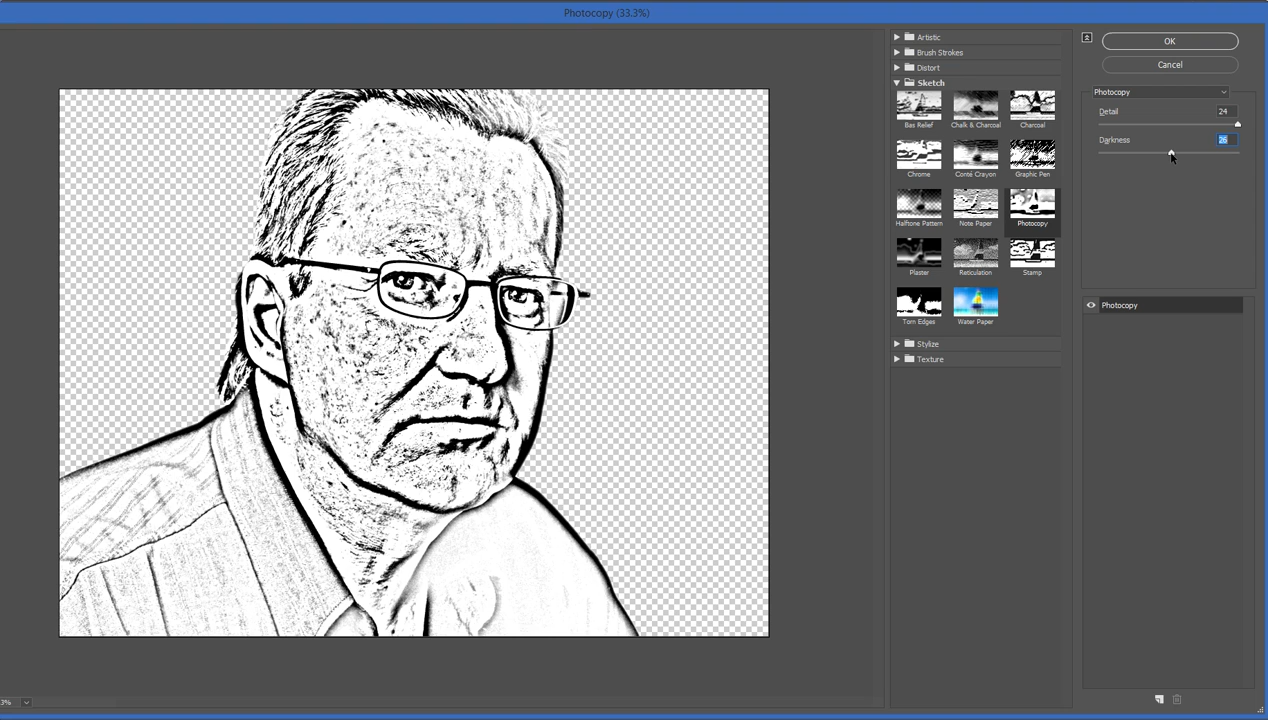 Photocopy (33.3%)
Artistic
Brush Strokes
Distort
Sketch
Bas Relief
Chalk & Charcoal
Charcoal
Chrome
Conté Crayon
Graphic Pen
Halftone Pattern
Note Paper
Photocopy
Plaster
Reticulation
Stamp
Torn Edges
Water Paper
Stylize
Texture
OK
Cancel
Photocopy
Detail 24
Darkness 26
Photocopy
3%